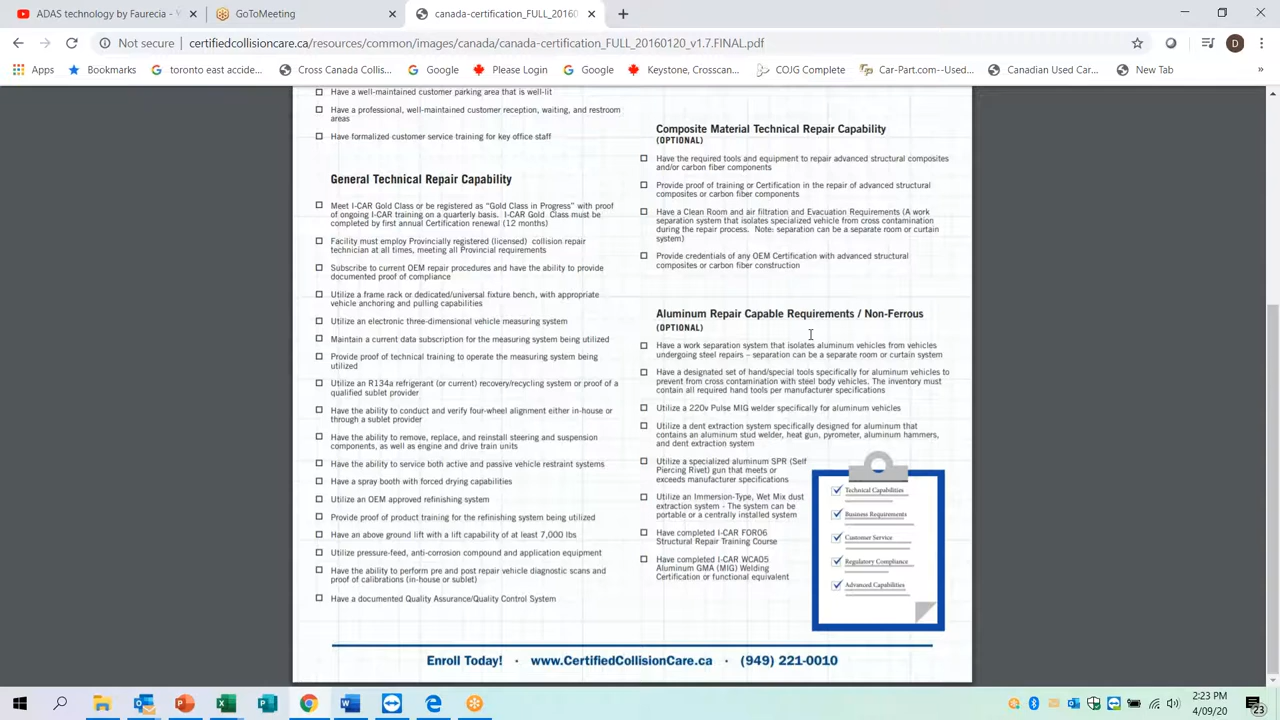 ADAS technology by Faurecia - V
GoToMeeting
canada-certification_FULL_20160
Not secure | certifiedcollisioncare.ca/resources/common/images/canada/canada-certification_FULL_20160120_v1.7.FINAL.pdf
D
Apps
Bookmarks
toronto east accide...
Cross Canada Collis...
Google
Please Login
Google
Keystone, Crosscan...
COJG Complete
Car-Part.com--Used...
Canadian Used Car...
New Tab
»
Have a well-maintained customer parking area that is well-lit
Have a professional, well-maintained customer reception, waiting, and restroom
areas
Have formalized customer service training for key office staff
General Technical Repair Capability
Meet I-CAR Gold Class or be registered as “Gold Class in Progress” with proof
of ongoing I-CAR training on a quarterly basis. I-CAR Gold Class must be
completed by first annual Certification renewal (12 months)
Facility must employ Provincially registered (licensed) collision repair
technician at all times, meeting all Provincial requirements
Subscribe to current OEM repair procedures and have the ability to provide
documented proof of compliance
Utilize a frame rack or dedicated/universal fixture bench, with appropriate
vehicle anchoring and pulling capabilities
Utilize an electronic three-dimensional vehicle measuring system
Maintain a current data subscription for the measuring system being utilized
Provide proof of technical training to operate the measuring system being
utilized
Utilize an R134a refrigerant (or current) recovery/recycling system or proof of a
qualified sublet provider
Have the ability to conduct and verify four-wheel alignment either in-house or
through a sublet provider
Have the ability to remove, replace, and reinstall steering and suspension
components, as well as engine and drive train units
Have the ability to service both active and passive vehicle restraint systems
Have a spray booth with forced drying capabilities
Utilize an OEM approved refinishing system
Provide proof of product training for the refinishing system being utilized
Have an above ground lift with a lift capability of at least 7,000 lbs
Utilize pressure-feed, anti-corrosion compound and application equipment
Have the ability to perform pre and post repair vehicle diagnostic scans and
proof of calibrations (in-house or sublet)
Have a documented Quality Assurance/Quality Control System
Composite Material Technical Repair Capability
(OPTIONAL)
Have the required tools and equipment to repair advanced structural composites
and/or carbon fiber components
Provide proof of training or Certification in the repair of advanced structural
composites or carbon fiber components
Have a Clean Room and air filtration and Evacuation Requirements (A work
separation system that isolates specialized vehicle from cross contamination
during the repair process. Note: separation can be a separate room or curtain
system)
Provide credentials of any OEM Certification with advanced structural
composites or carbon fiber construction
Aluminum Repair Capable Requirements / Non-Ferrous
(OPTIONAL)
Have a work separation system that isolates aluminum vehicles from vehicles
undergoing steel repairs – separation can be a separate room or curtain system
Have a designated set of hand/special tools specifically for aluminum vehicles to
prevent from cross contamination with steel body vehicles. The inventory must
contain all required hand tools per manufacturer specifications
Utilize a 220v Pulse MIG welder specifically for aluminum vehicles
Utilize a dent extraction system specifically designed for aluminum that
contains an aluminum stud welder, heat gun, pyrometer, aluminum hammers,
and dent extraction system
Utilize a specialized aluminum SPR (Self
Piercing Rivet) gun that meets or
exceeds manufacturer specifications
Utilize an Immersion-Type, Wet Mix dust
extraction system - The system can be
portable or a centrally installed system
Have completed I-CAR FOR06
Structural Repair Training Course
Have completed I-CAR WCA05
Aluminum GMA (MIG) Welding
Certification or functional equivalent
Technical Capabilities
Business Requirements
Customer Service
Regulatory Compliance
Advanced Capabilities
Enroll Today! · www.CertifiedCollisionCare.ca · (949) 221-0010
2:23 PM
4/09/20
23